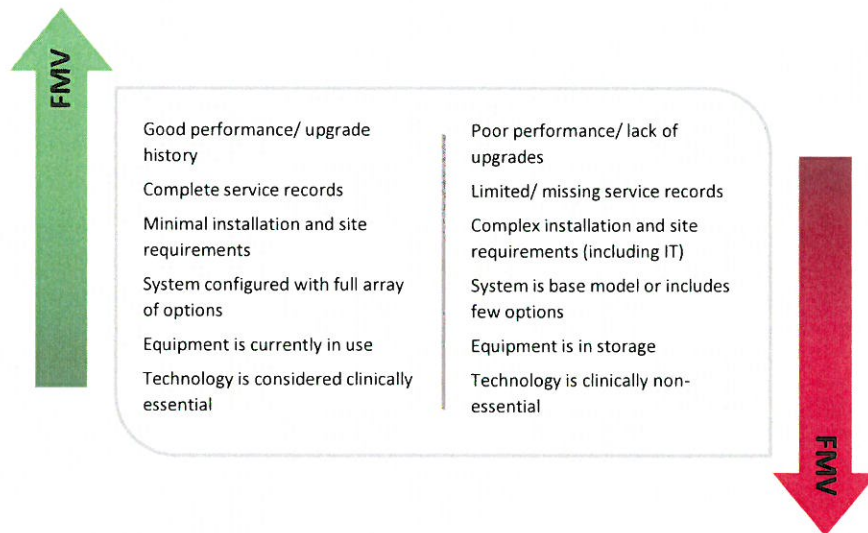 FMV
Good performance/ upgrade
history
Complete service records
Minimal installation and site
requirements
System configured with full array
of options
Equipment is currently in use
Technology is considered clinically
essential
Poor performance/ lack of
upgrades
Limited/ missing service records
Complex installation and site
requirements (including IT)
System is base model or includes
few options
Equipment is in storage
Technology is clinically non-
essential
FMV